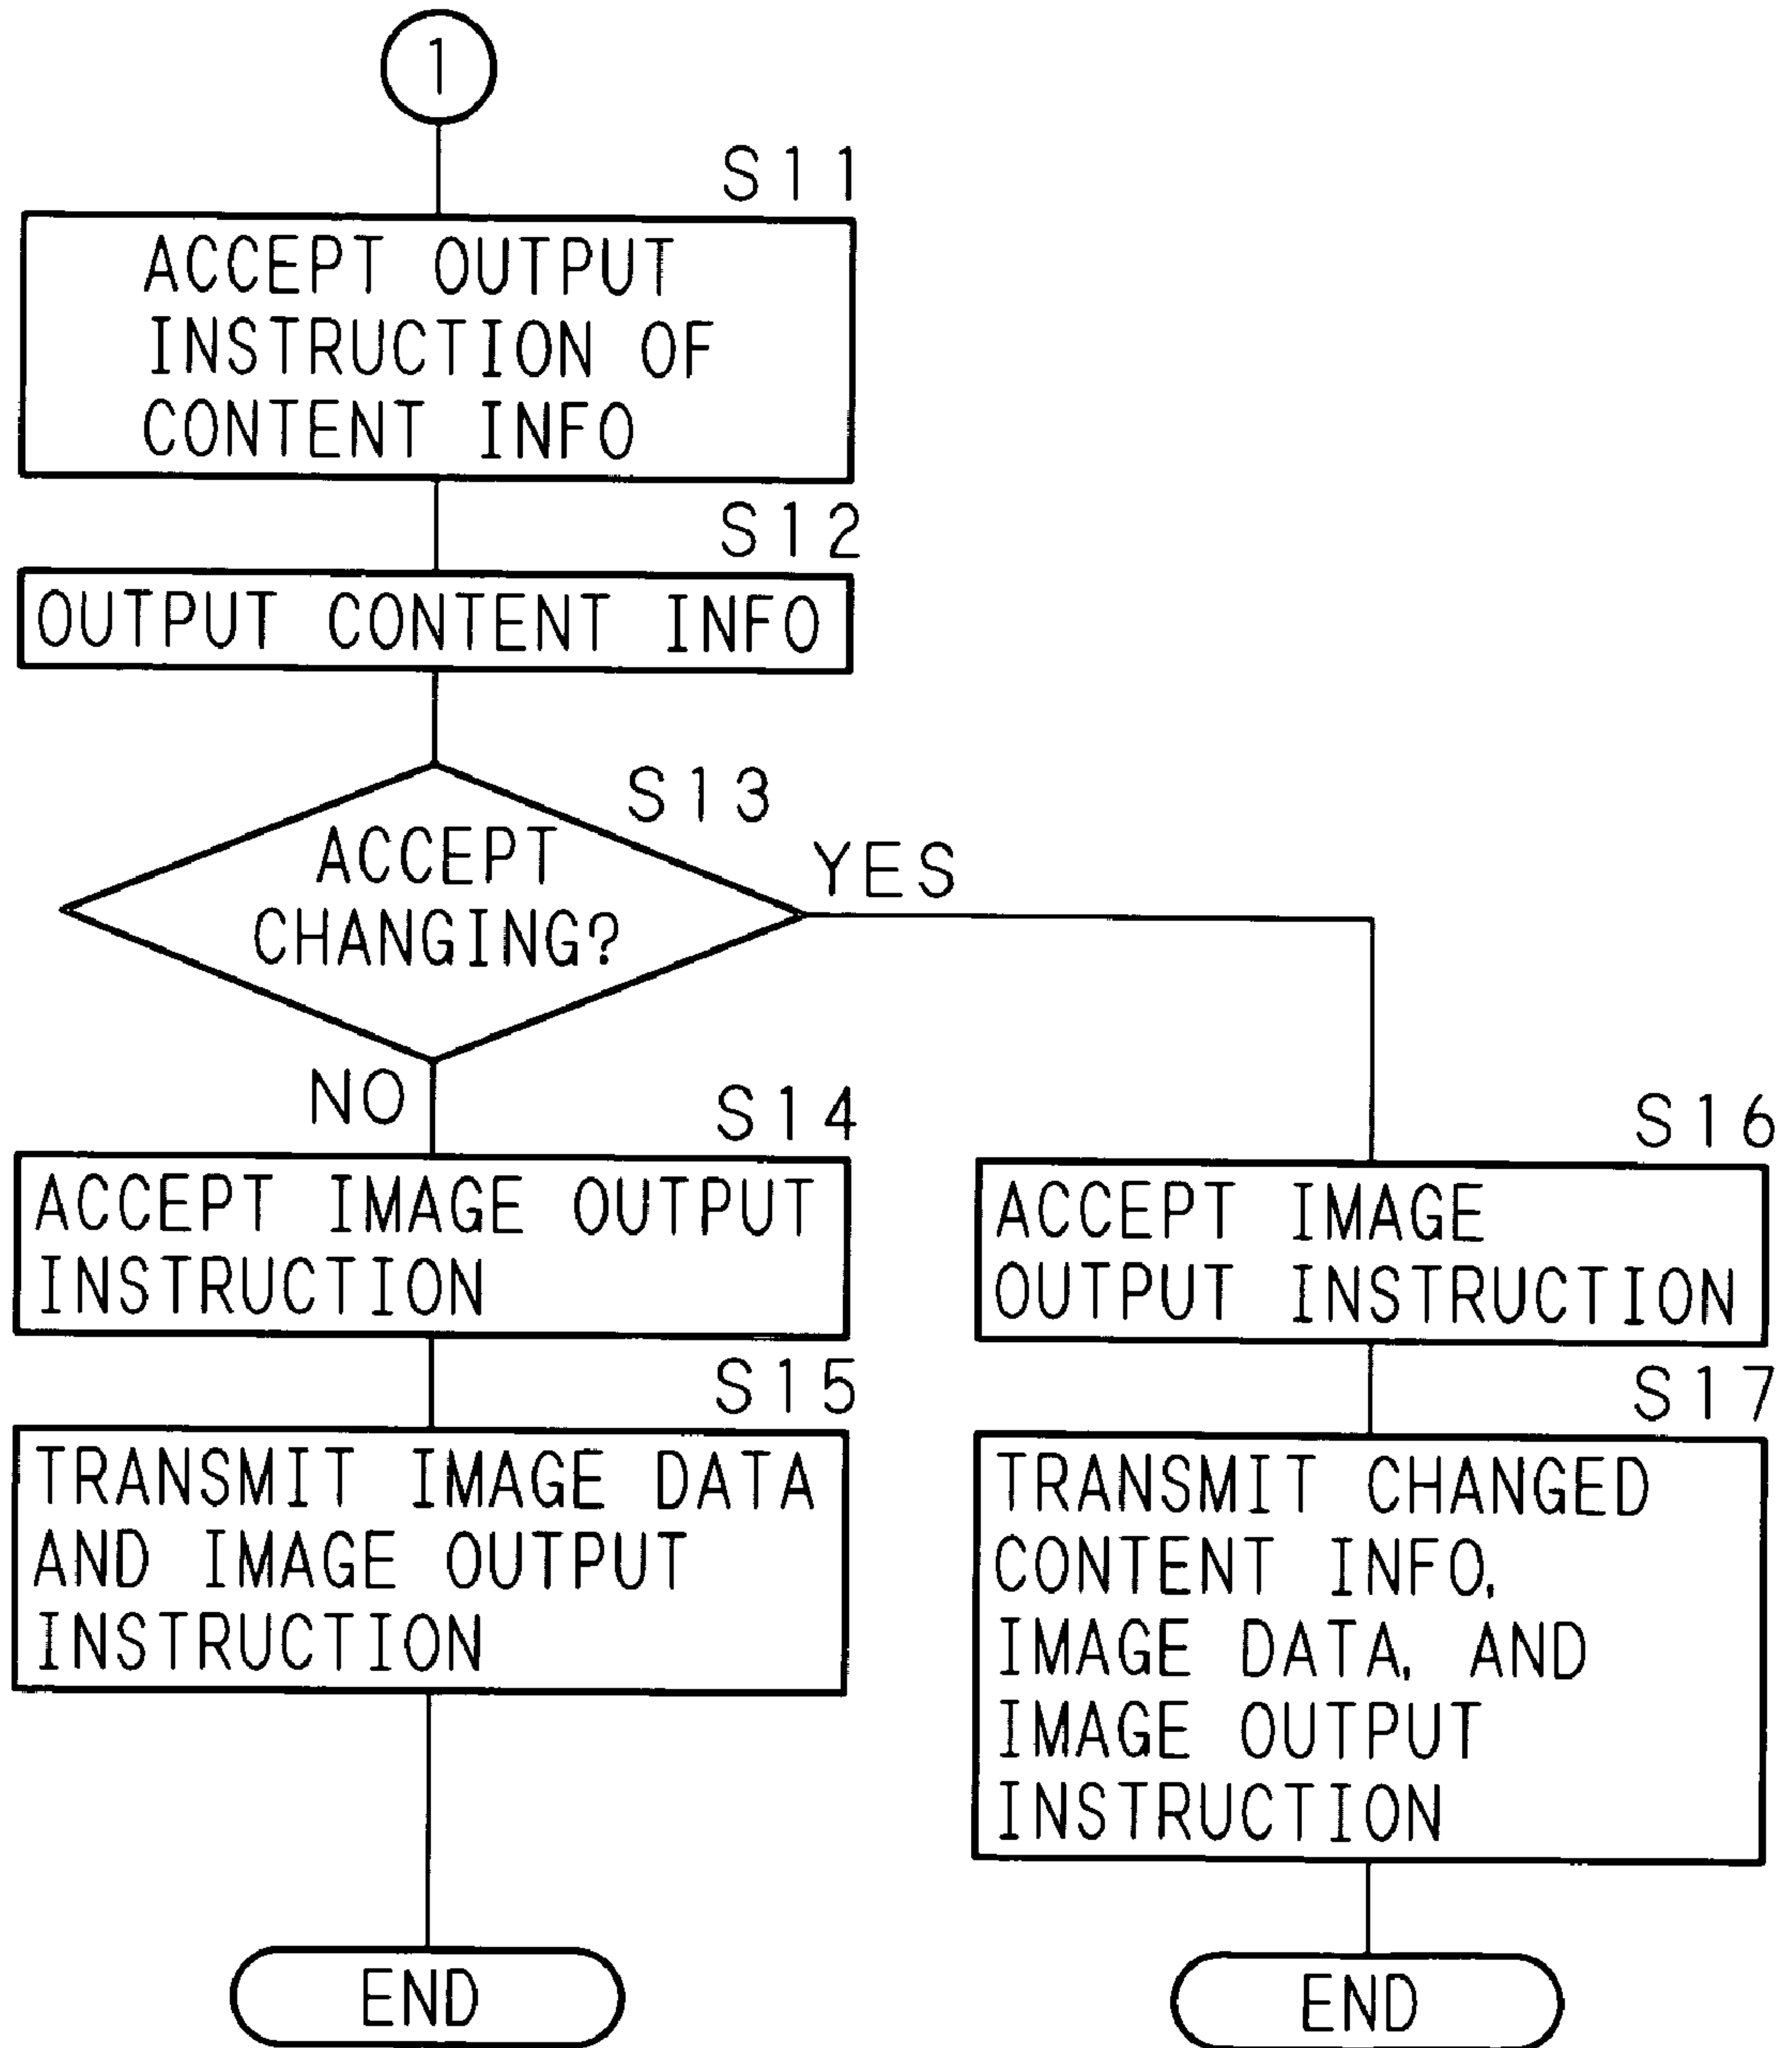 1
S11
ACCEPT OUTPUT
INSTRUCTION OF
CONTENT INFO
S12
OUTPUT CONTENT INFO
S13
ACCEPT
CHANGING?
YES
NO
S14
ACCEPT IMAGE OUTPUT
INSTRUCTION
S15
TRANSMIT IMAGE DATA
AND IMAGE OUTPUT
INSTRUCTION
END
S16
ACCEPT IMAGE
OUTPUT INSTRUCTION
S17
TRANSMIT CHANGED
CONTENT INFO,
IMAGE DATA, AND
IMAGE OUTPUT
INSTRUCTION
END